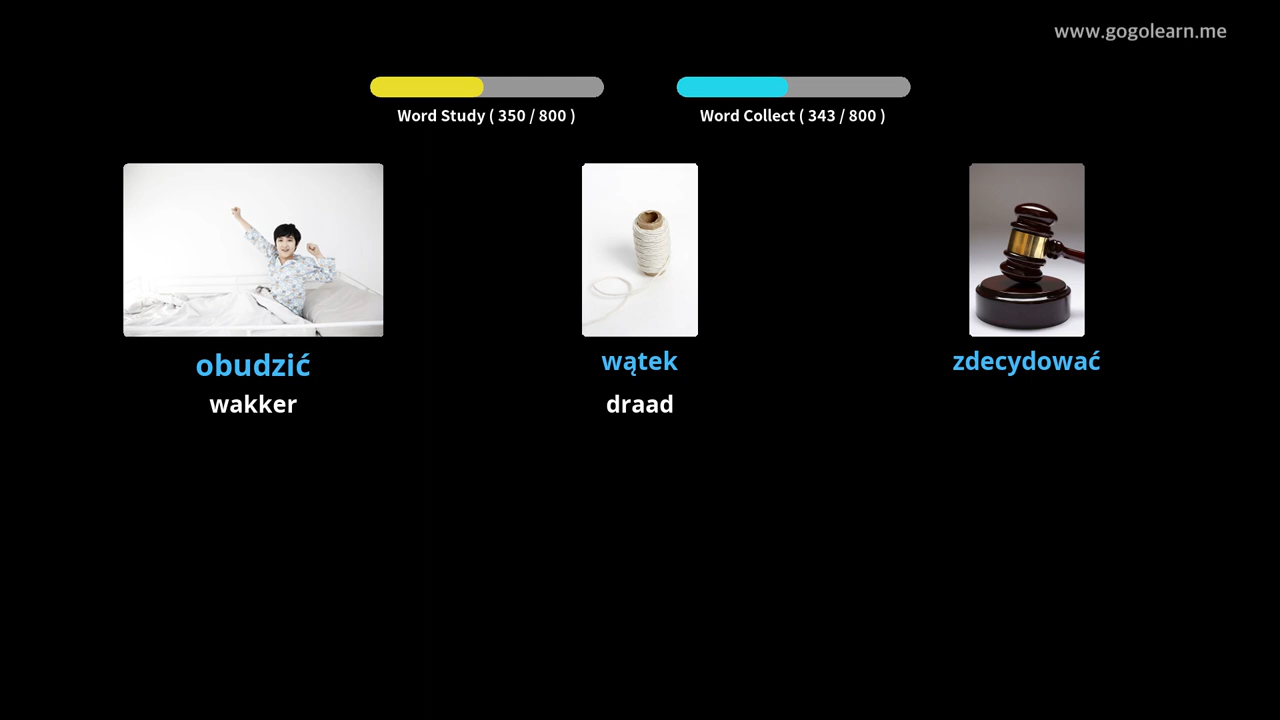 www.gogolearn.me
Word Study ( 350 / 800 )
Word Collect ( 343 / 800 )
obudzić
wątek
zdecydować
wakker
draad